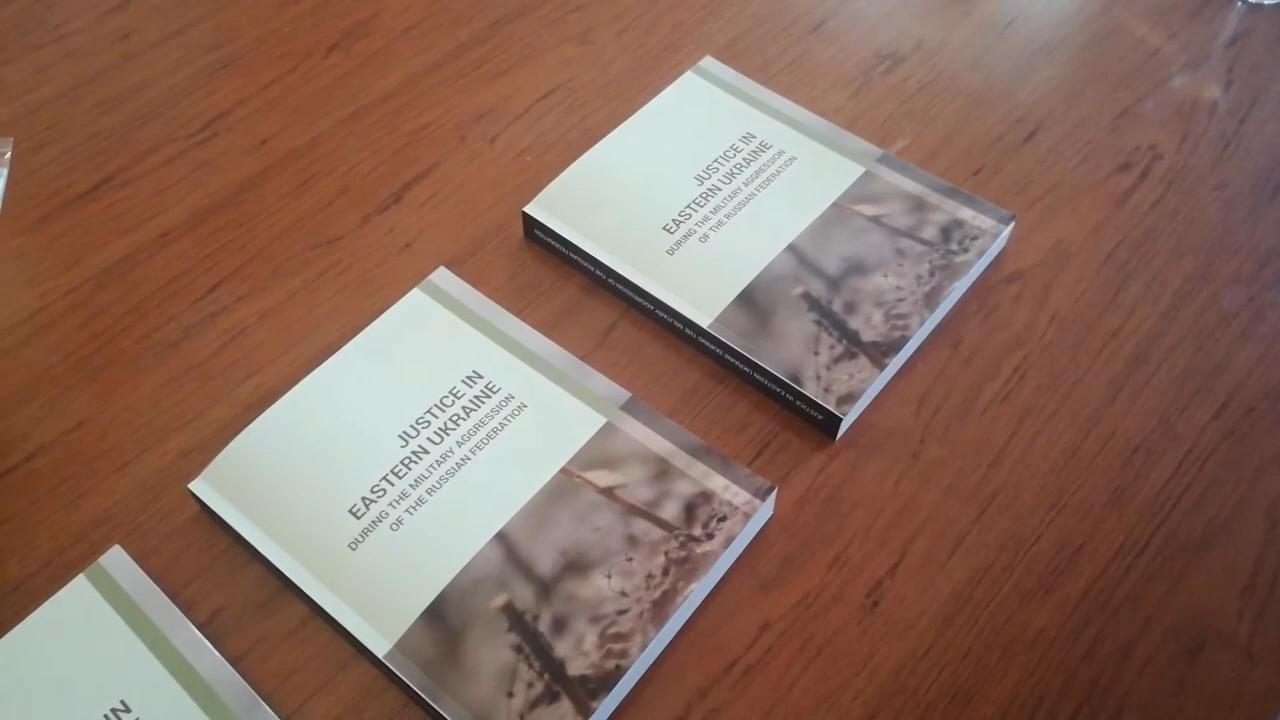 JUSTICE IN
EASTERN UKRAINE
DURING THE MILITARY AGGRESSION
OF THE RUSSIAN FEDERATION
JUSTICE IN EASTERN UKRAINE DURING THE MILITARY AGGRESSION OF THE RUSSIAN FEDERATION
JUSTICE IN
EASTERN UKRAINE
DURING THE MILITARY AGGRESSION
OF THE RUSSIAN FEDERATION
IN